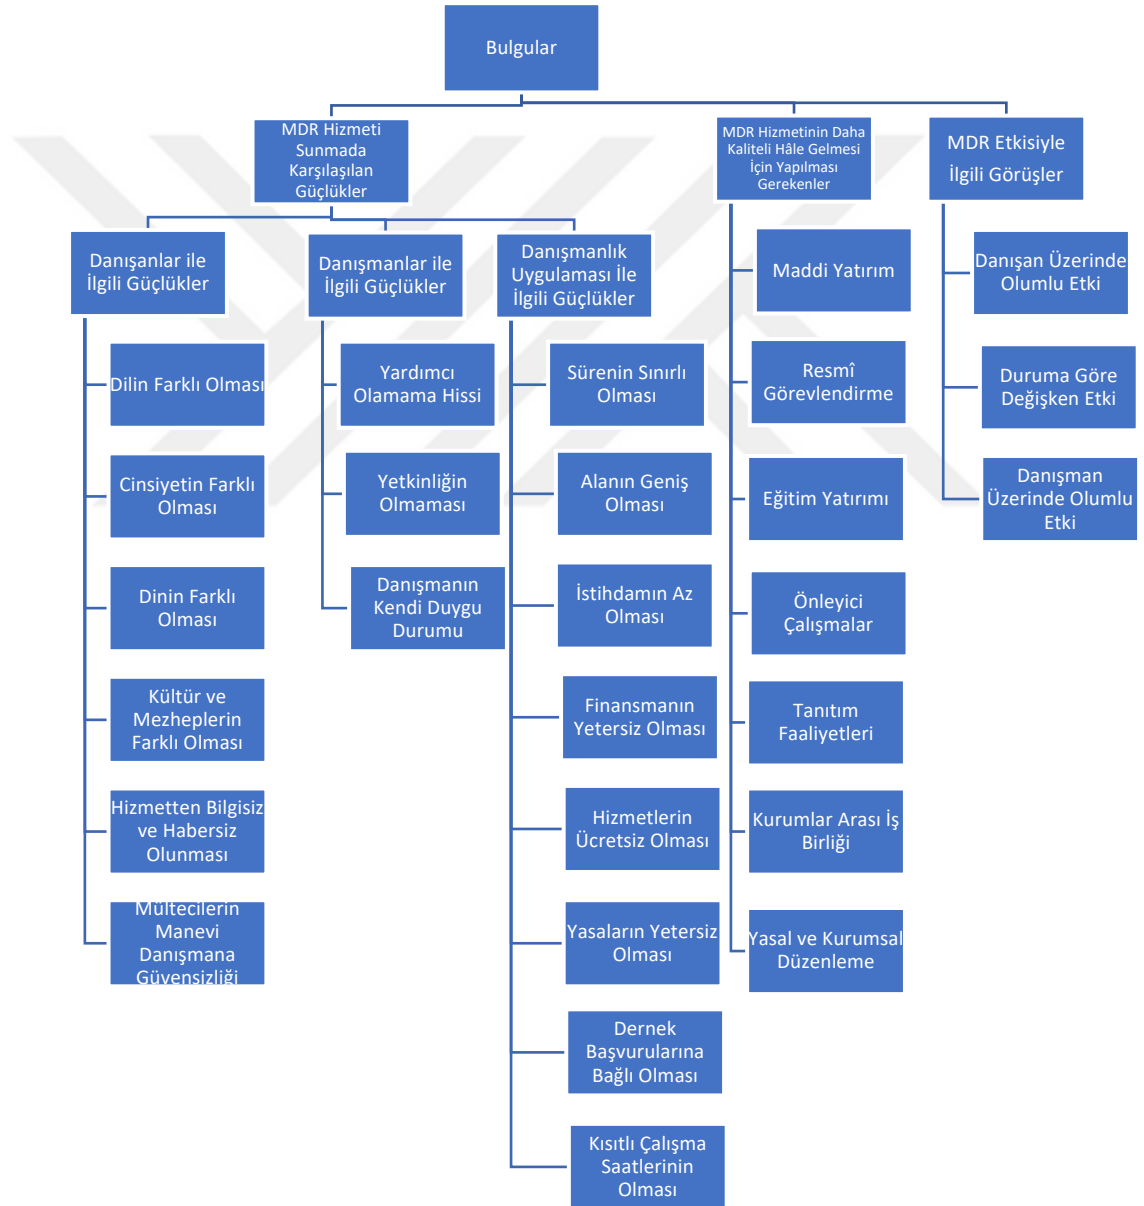 Bulgular
MDR Hizmeti
Sunmada
Karşılaşılan
Güçlükler
Danışanlar ile
İlgili Güçlükler
Dilin Farklı Olması
Cinsiyetin Farklı
Olması
Dinin Farklı
Olması
Kültür ve
Mezheplerin
Farklı Olması
Hizmetten Bilgisiz
ve Habersiz
Olunması
Mültecilerin
Manevi
Danışmana
Güvensizliği
Danışmanlar ile
İlgili Güçlükler
Yardımcı
Olamama Hissi
Yetkinliğin
Olmaması
Danışmanın
Kendi Duygu
Durumu
Danışmanlık
Uygulaması İle
İlgili Güçlükler
Sürenin Sınırlı
Olması
Alanın Geniş
Olması
İstihdamın Az
Olması
Finansmanın
Yetersiz Olması
Hizmetlerin
Ücretsiz Olması
Yasaların Yetersiz
Olması
Dernek
Başvurularına
Bağlı Olması
Kısıtlı Çalışma
Saatlerinin
Olması
MDR Hizmetinin Daha
Kaliteli Hâle Gelmesi
İçin Yapılması
Gerekenler
Maddi Yatırım
Resmî
Görevlendirme
Eğitim Yatırımı
Önleyici
Çalışmalar
Tanıtım
Faaliyetleri
Kurumlar Arası İş
Birliği
Yasal ve Kurumsal
Düzenleme
MDR Etkisiyle
İlgili Görüşler
Danışan Üzerinde
Olumlu Etki
Duruma Göre
Değişken Etki
Danışman
Üzerinde Olumlu
Etki